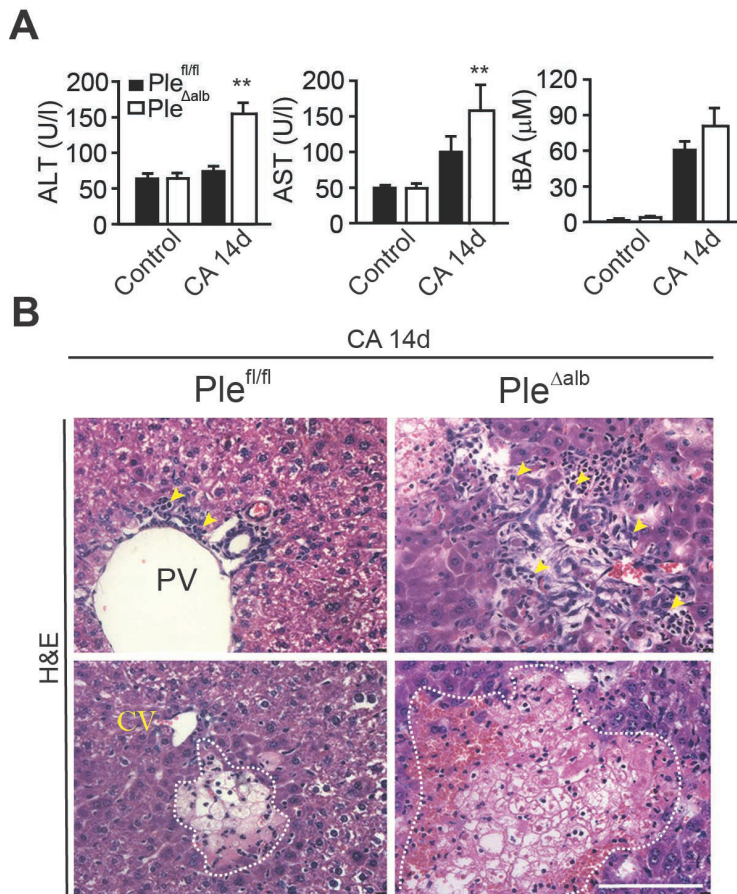 A
ALT (U/l)
200
150
100
50
0
Ple fl/fl
Ple Δalb
**
Control
CA 14d
AST (U/l)
200
150
100
50
0
**
Control
CA 14d
tBA (μM)
120
90
60
30
0
Control
CA 14d
B
CA 14d
Ple fl/fl
Ple Δalb
H&E
PV
CV